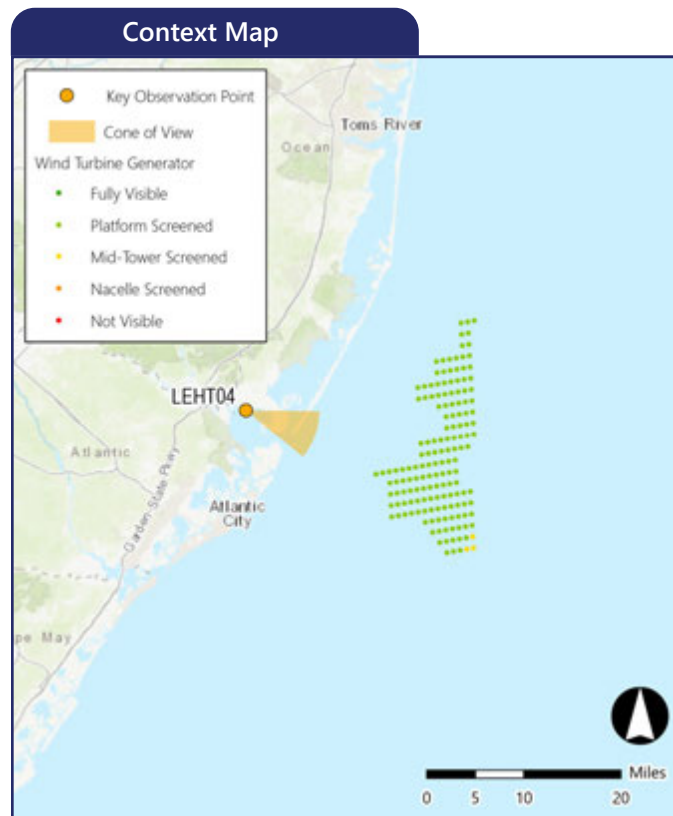 Context Map
Key Observation Point
Cone of View
Wind Turbine Generator
Fully Visible
Platform Screened
Mid-Tower Screened
Nacelle Screened
Not Visible
Toms River
Ocean
LEHT04
Atlantic
Garden State Pkwy
Atlantic
City
pe May
Miles
0 5 10 20